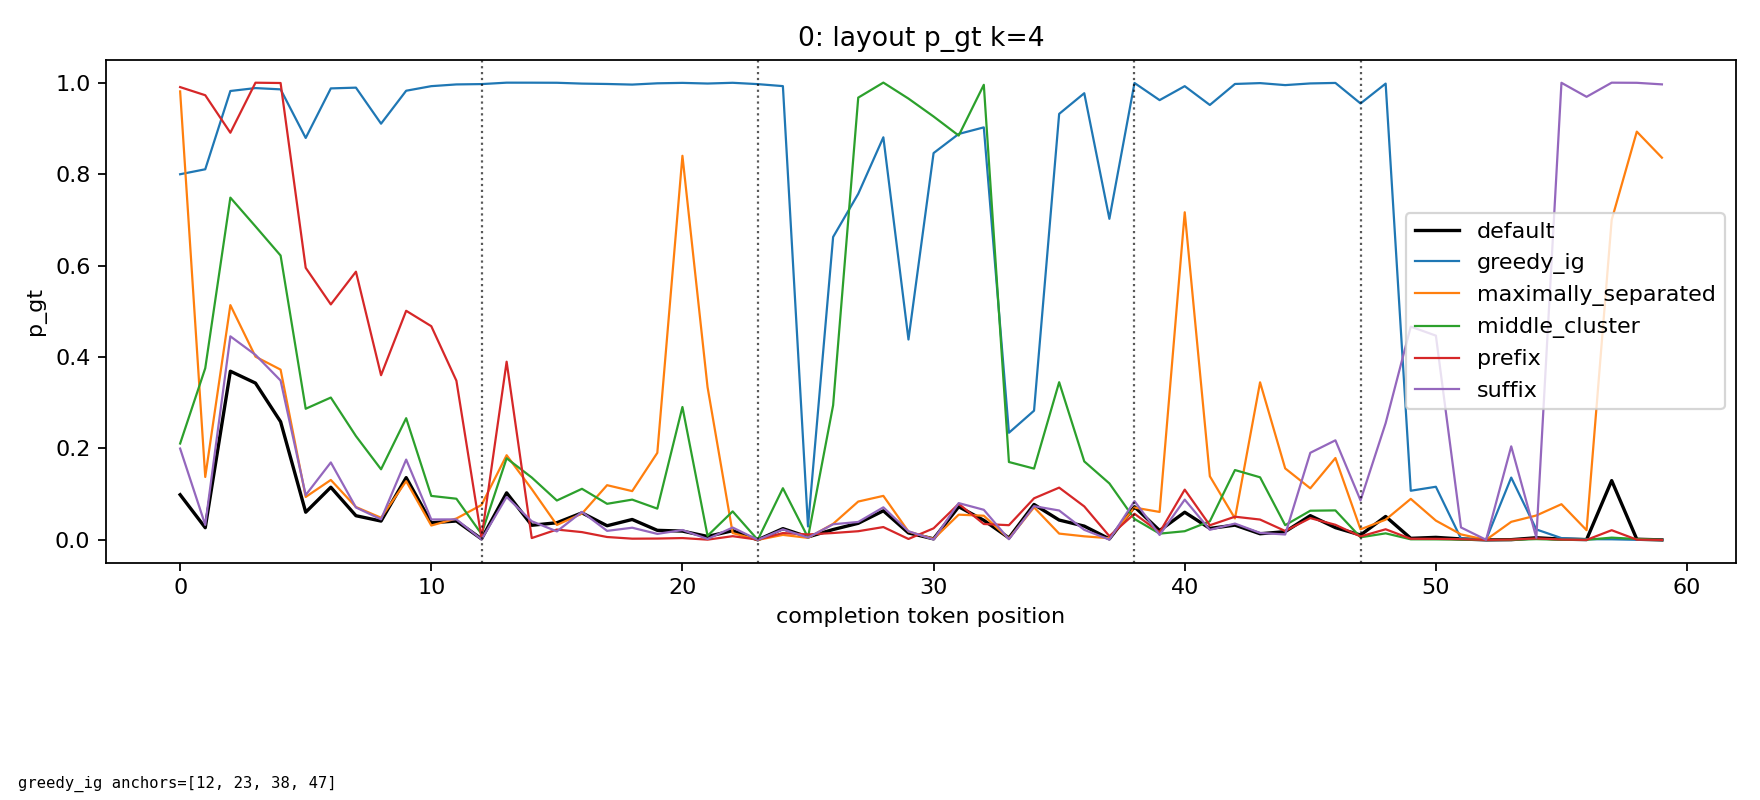 0: layout p_gt k=4
p_gt
1.0
0.8
0.6
0.4
0.2
0.0
0 10 20 30 40 50 60
completion token position
default
greedy_ig
maximally_separated
middle_cluster
prefix
suffix
greedy_ig anchors=[12, 23, 38, 47]